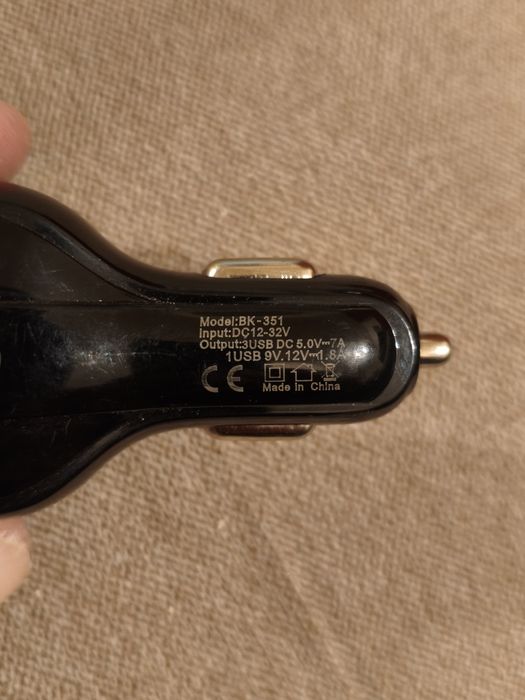 Model:BK-351
Input:DC12-32V
Output:3USB DC 5.0V⎓7A
1USB 9V.12V⎓1.8A
CE
Made in China